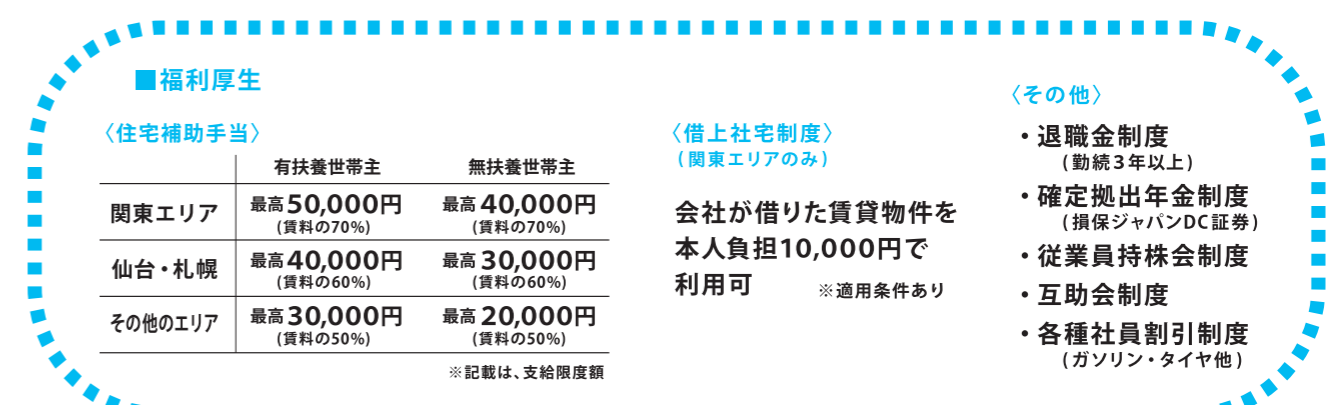 ■福利厚生
〈住宅補助手当〉
有扶養世帯主 無扶養世帯主
関東エリア 最高50,000円 最高40,000円
(賃料の70%) (賃料の70%)
仙台・札幌 最高40,000円 最高30,000円
(賃料の60%) (賃料の60%)
その他のエリア 最高30,000円 最高20,000円
(賃料の50%) (賃料の50%)
※記載は、支給限度額
〈借上社宅制度〉
(関東エリアのみ)
会社が借りた賃貸物件を
本人負担10,000円で
利用可 ※適用条件あり
〈その他〉
・退職金制度
(勤続3年以上)
・確定拠出年金制度
(損保ジャパンDC証券)
・従業員持株会制度
・互助会制度
・各種社員割引制度
(ガソリン・タイヤ他)